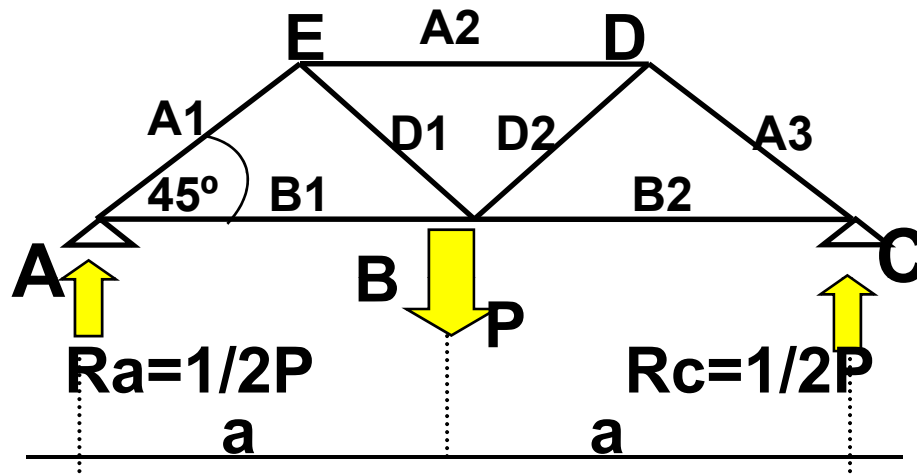 E A2 D
A1 D1 D2 A3
45º B1 B2
A B P C
Ra=1/2P Rc=1/2P
a a